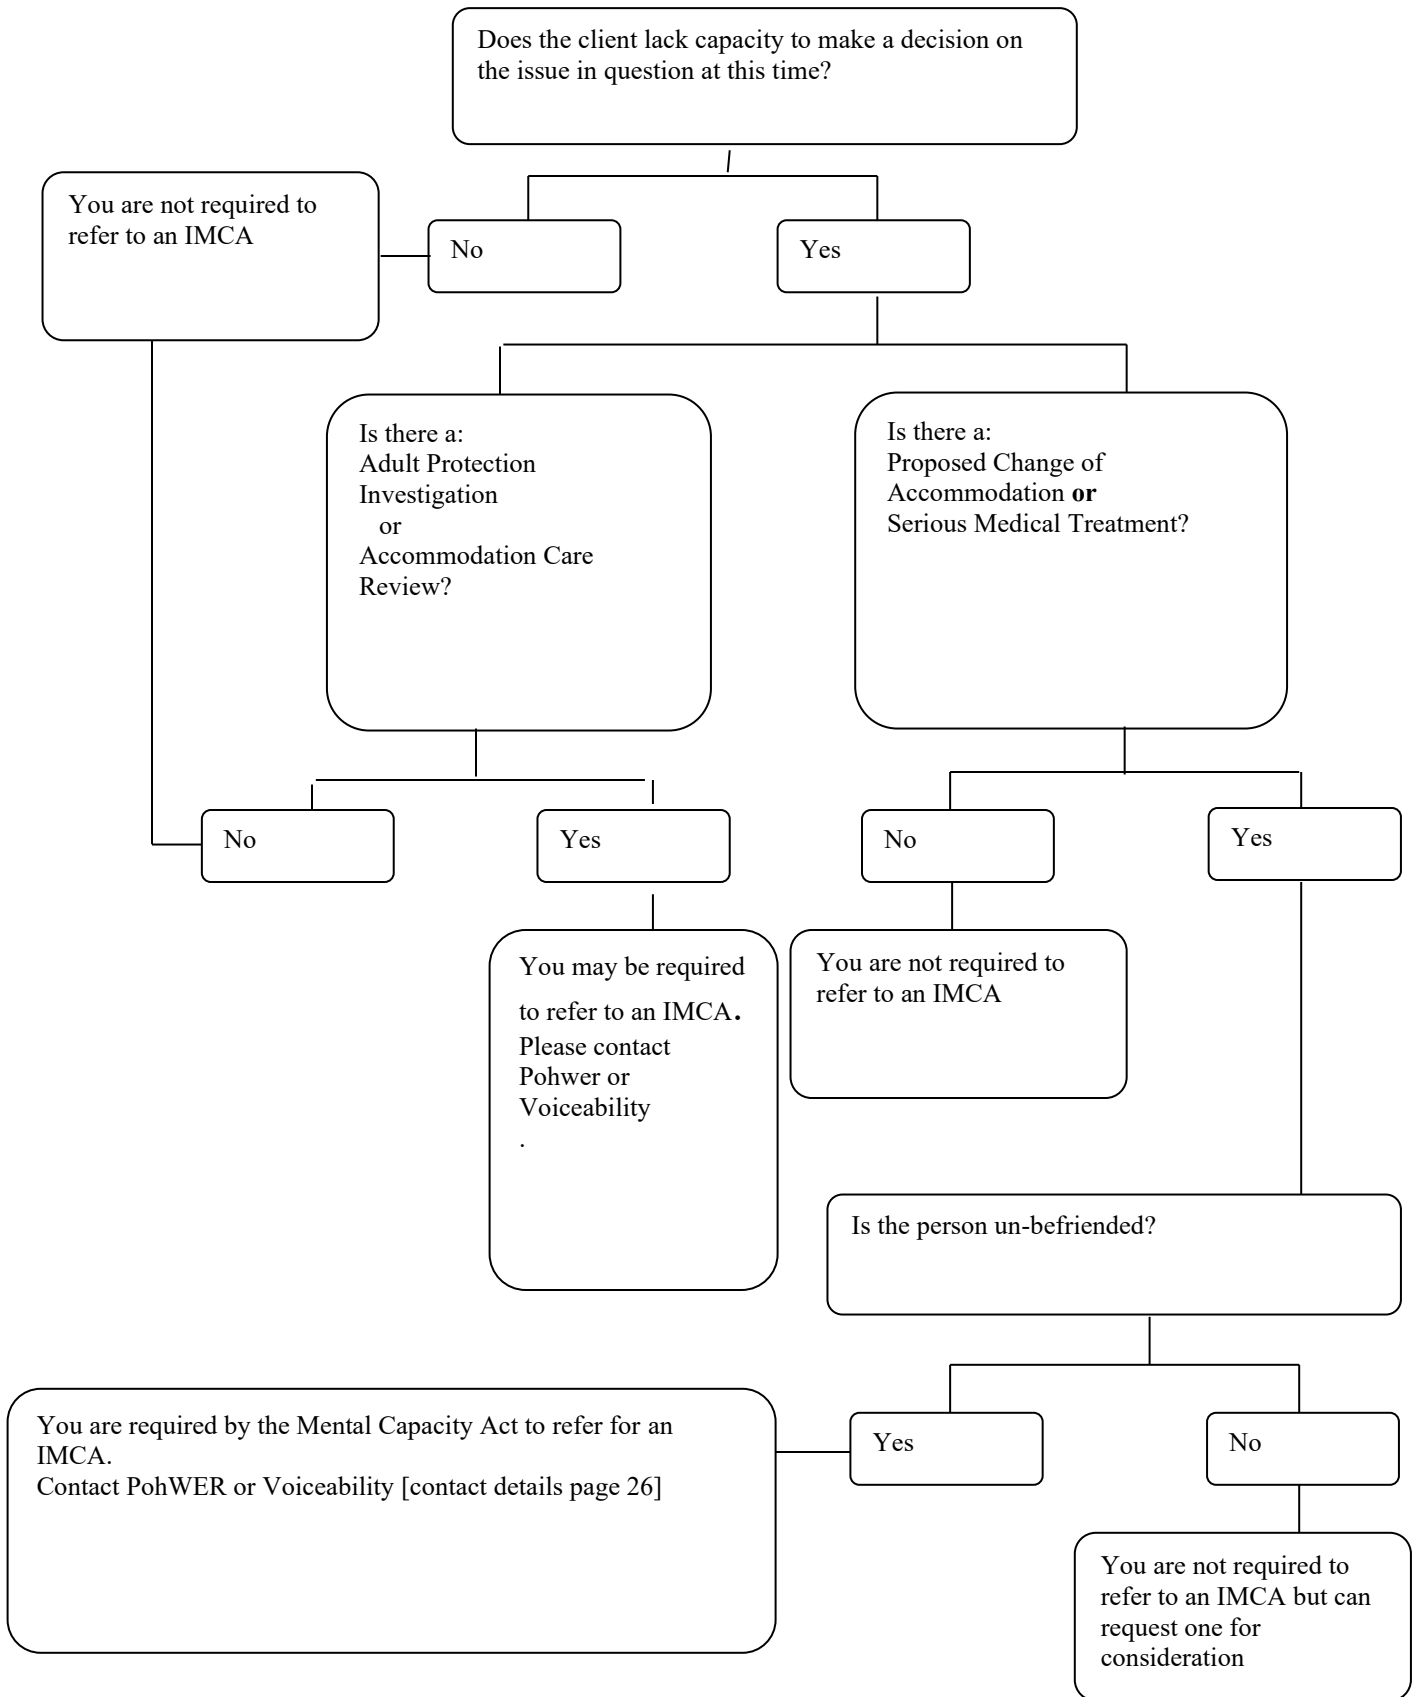 Does the client lack capacity to make a decision on
the issue in question at this time?
You are not required to
refer to an IMCA
No
Yes
Is there a:
Adult Protection
Investigation
or
Accommodation Care
Review?
Is there a:
Proposed Change of
Accommodation or
Serious Medical Treatment?
No
Yes
No
Yes
You may be required
to refer to an IMCA.
Please contact
Pohwer or
Voiceability
.
You are not required to
refer to an IMCA
Is the person un-befriended?
You are required by the Mental Capacity Act to refer for an
IMCA.
Contact PohWER or Voiceability [contact details page 26]
Yes
No
You are not required to
refer to an IMCA but can
request one for
consideration